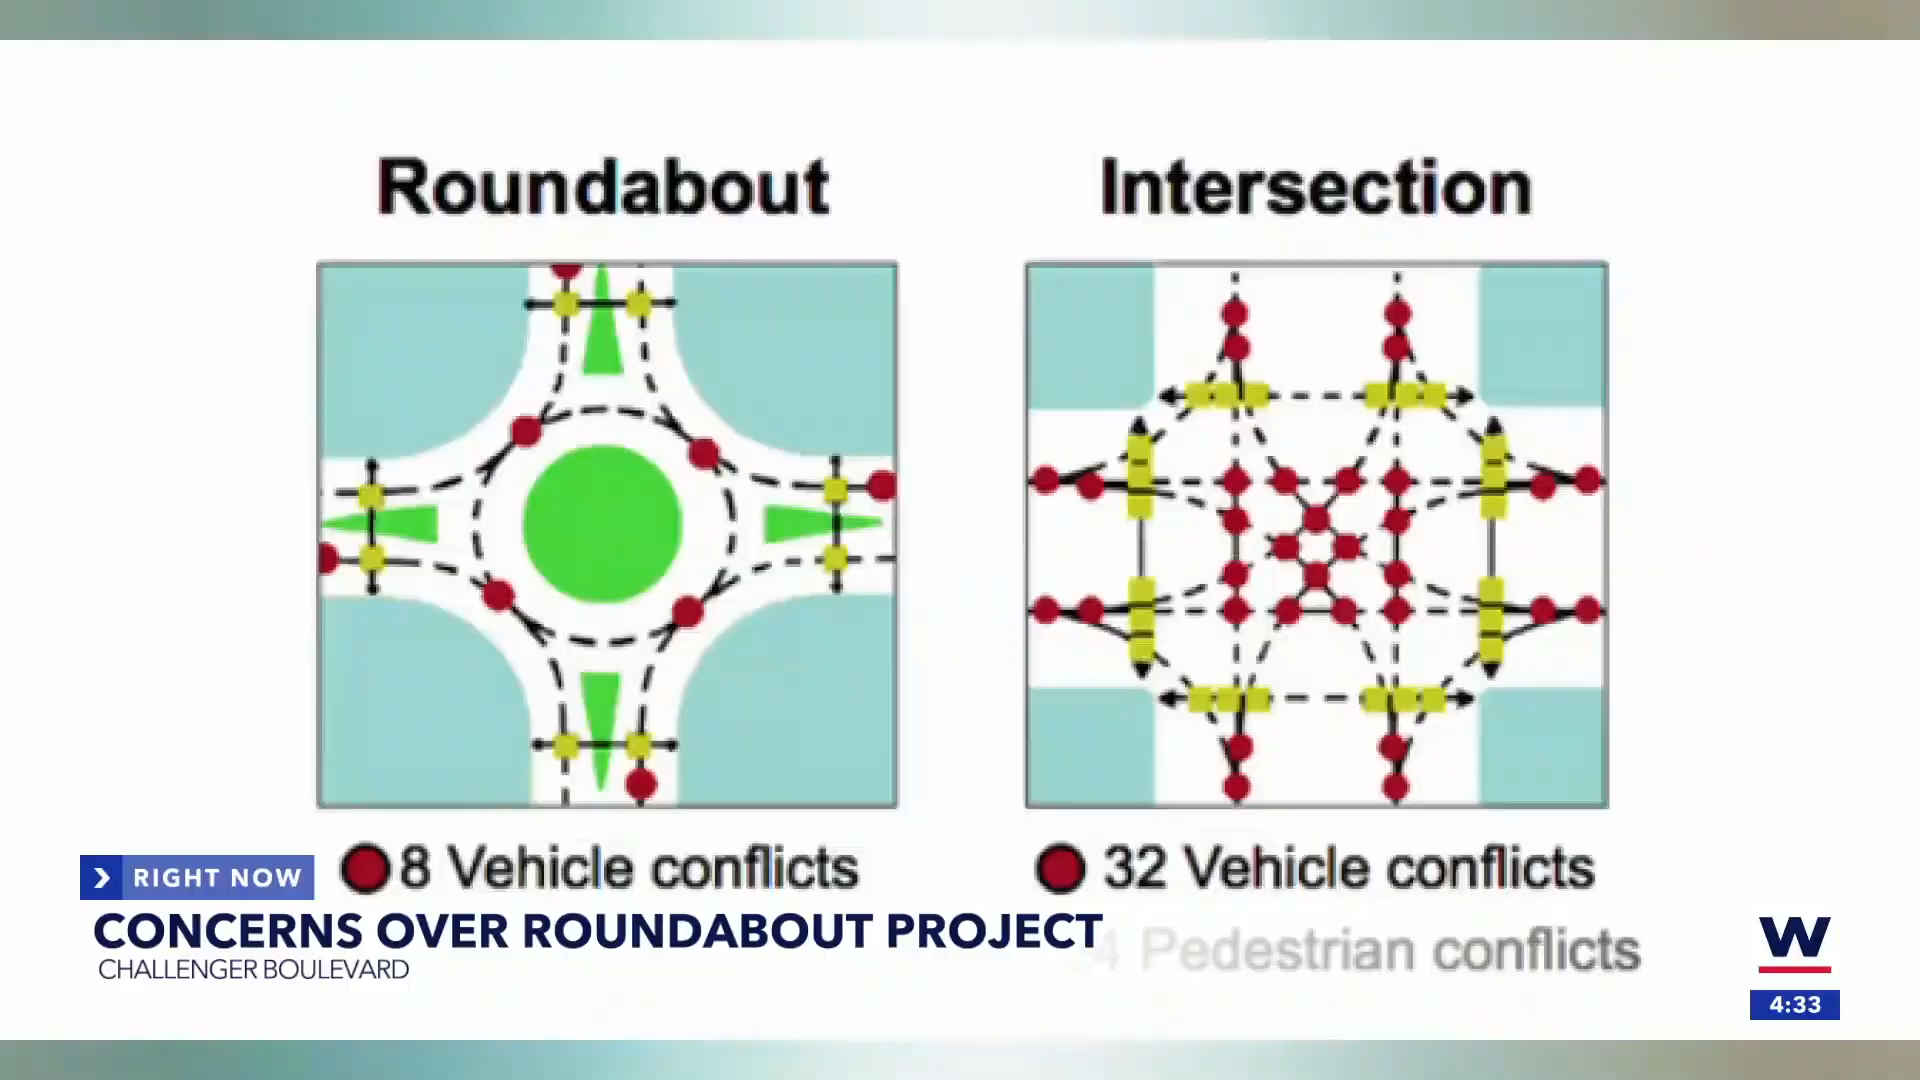 Roundabout
Intersection
8 Vehicle conflicts
32 Vehicle conflicts
RIGHT NOW
CONCERNS OVER ROUNDABOUT PROJECT
4 Pedestrian conflicts
CHALLENGER BOULEVARD
W
4:33